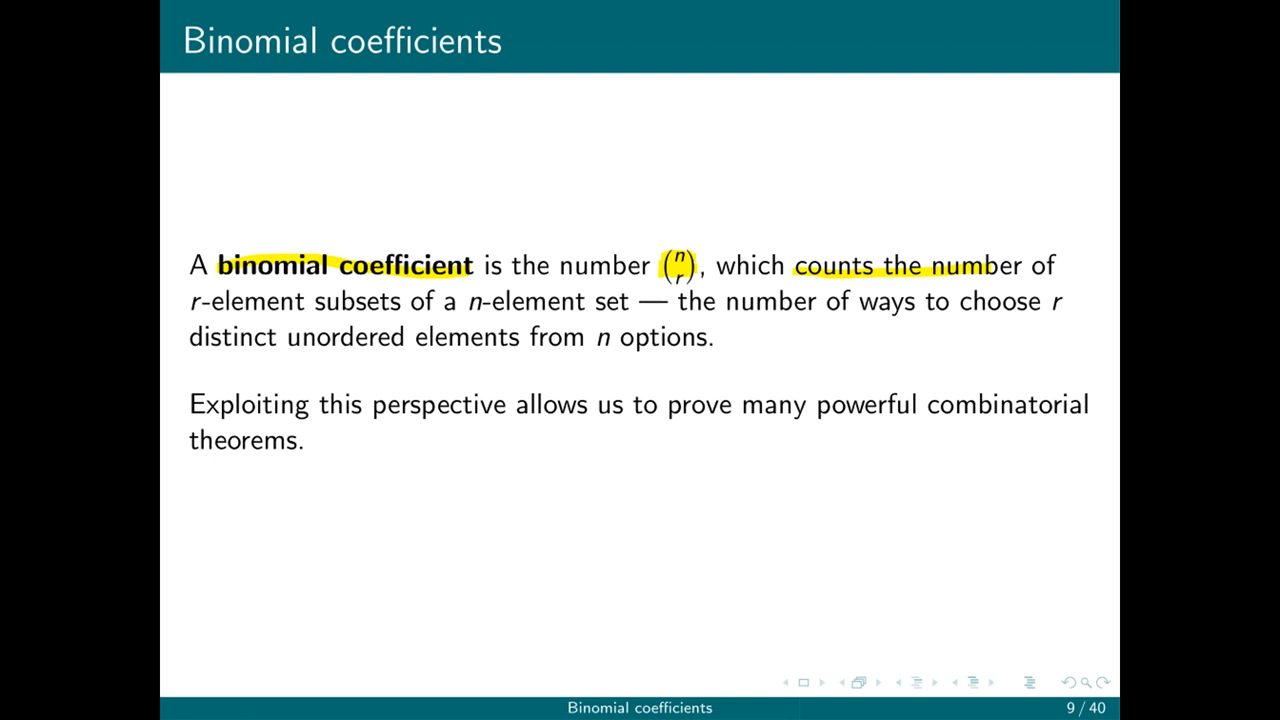 Binomial coefficients
A binomial coefficient is the number (n r), which counts the number of
r-element subsets of a n-element set — the number of ways to choose r
distinct unordered elements from n options.
Exploiting this perspective allows us to prove many powerful combinatorial
theorems.
Binomial coefficients
9 / 40